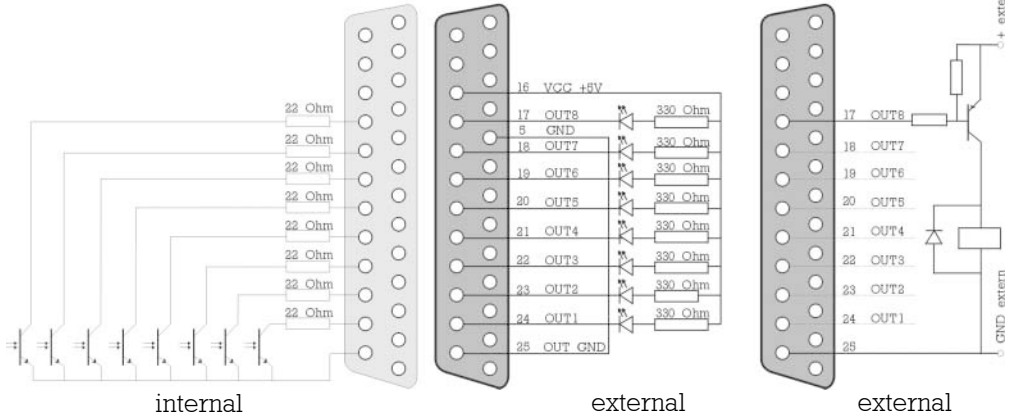 22 Ohm
22 Ohm
22 Ohm
22 Ohm
22 Ohm
22 Ohm
22 Ohm
22 Ohm
internal
16 VCC +5V
17 OUT8 330 Ohm
5 GND
18 OUT7 330 Ohm
19 OUT6 330 Ohm
20 OUT5 330 Ohm
21 OUT4 330 Ohm
22 OUT3 330 Ohm
23 OUT2 330 Ohm
24 OUT1 330 Ohm
25 OUT GND
external
+
17 OUT8
18 OUT7
19 OUT6
20 OUT5
21 OUT4
22 OUT3
23 OUT2
24 OUT1
25
GND extern
external